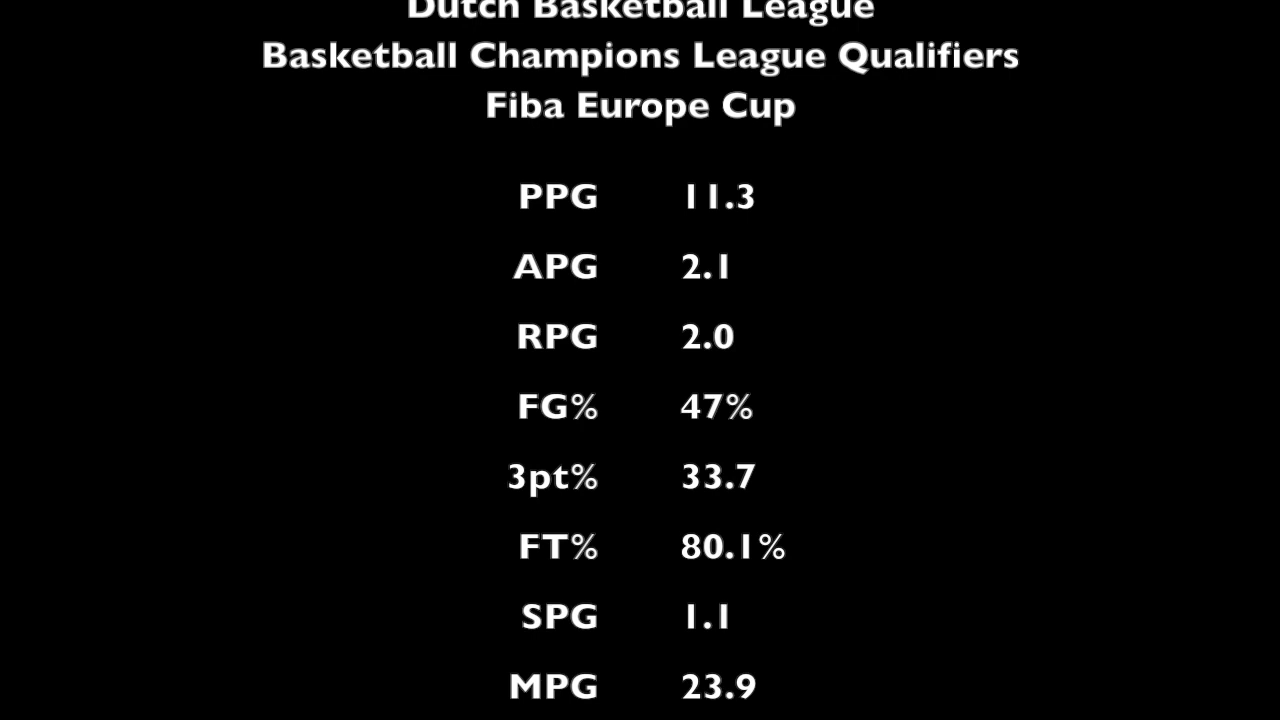 Dutch Basketball League
Basketball Champions League Qualifiers
Fiba Europe Cup
PPG 11.3
APG 2.1
RPG 2.0
FG% 47%
3pt% 33.7
FT% 80.1%
SPG 1.1
MPG 23.9